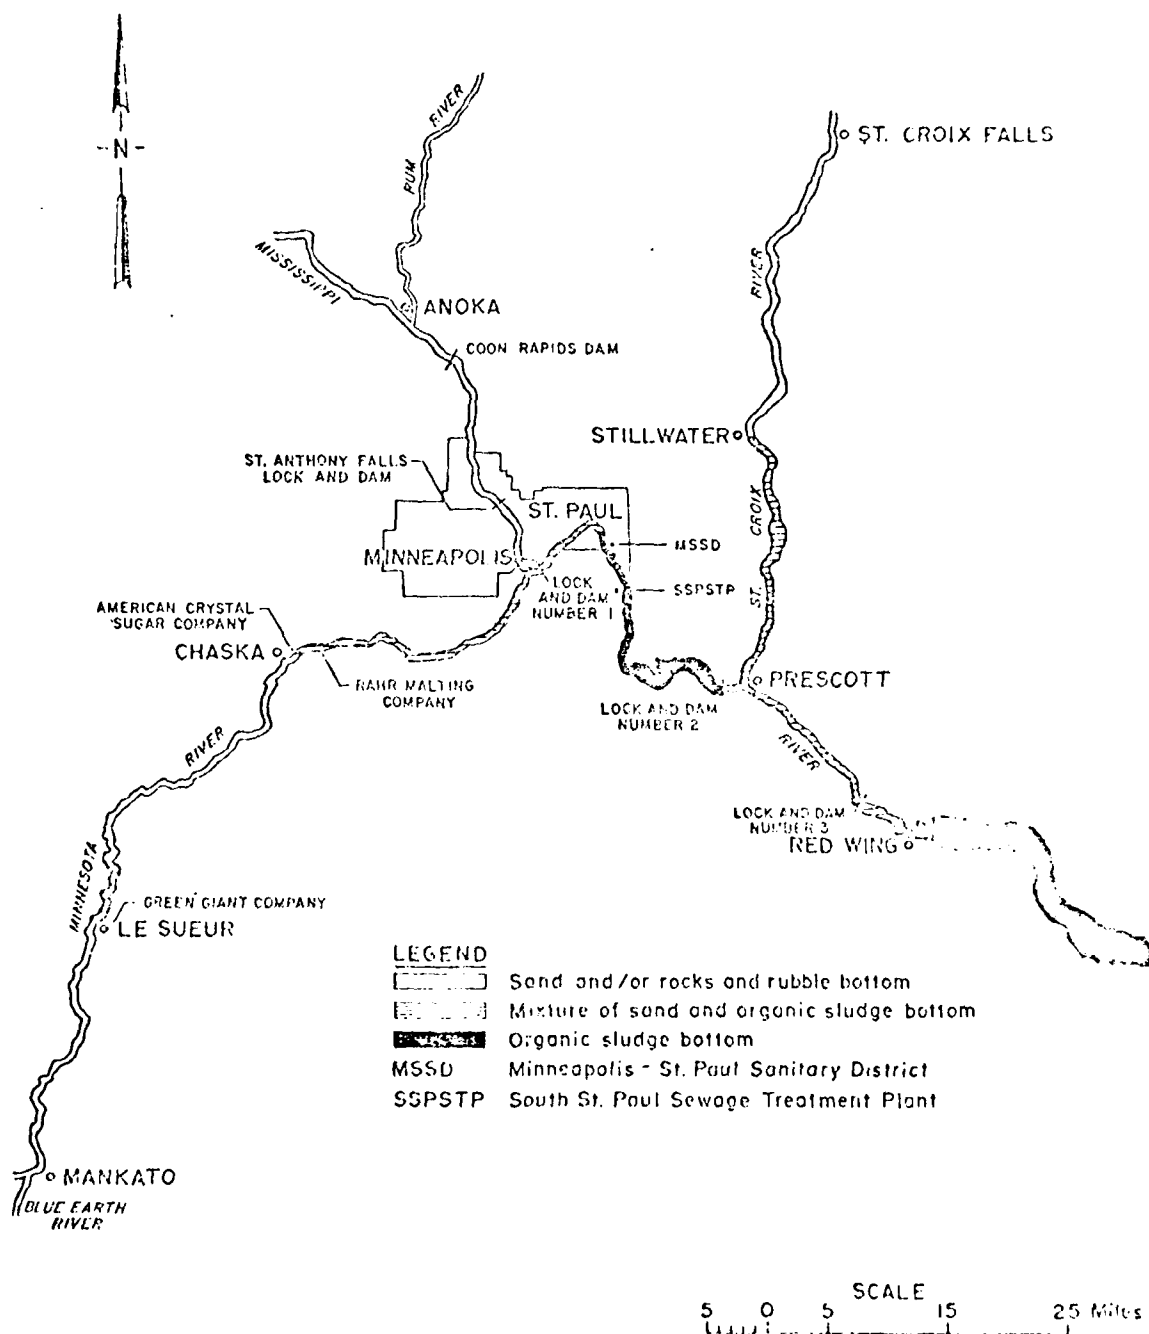 N
RUM RIVER
ST. CROIX FALLS
MISSISSIPPI
RIVER
ANOKA
COON RAPIDS DAM
STILLWATER
ST. ANTHONY FALLS
LOCK AND DAM
ST. PAUL
ST. CROIX
MINNEAPOLIS
MSSD
LOCK
AND DAM
NUMBER 1
SSPSTP
AMERICAN CRYSTAL
SUGAR COMPANY
CHASKA
RAHR MALTING
COMPANY
PRESCOTT
LOCK AND DAM
NUMBER 2
RIVER
RIVER
LOCK AND DAM
NUMBER 3
RED WING
MINNESOTA
GREEN GIANT COMPANY
LE SUEUR
LEGEND
Sand and/or rocks and rubble bottom
Mixture of sand and organic sludge bottom
Organic sludge bottom
MSSD Minneapolis - St. Paul Sanitary District
SSPSTP South St. Paul Sewage Treatment Plant
MANKATO
BLUE EARTH
RIVER
SCALE
5 0 5 15 25 Miles